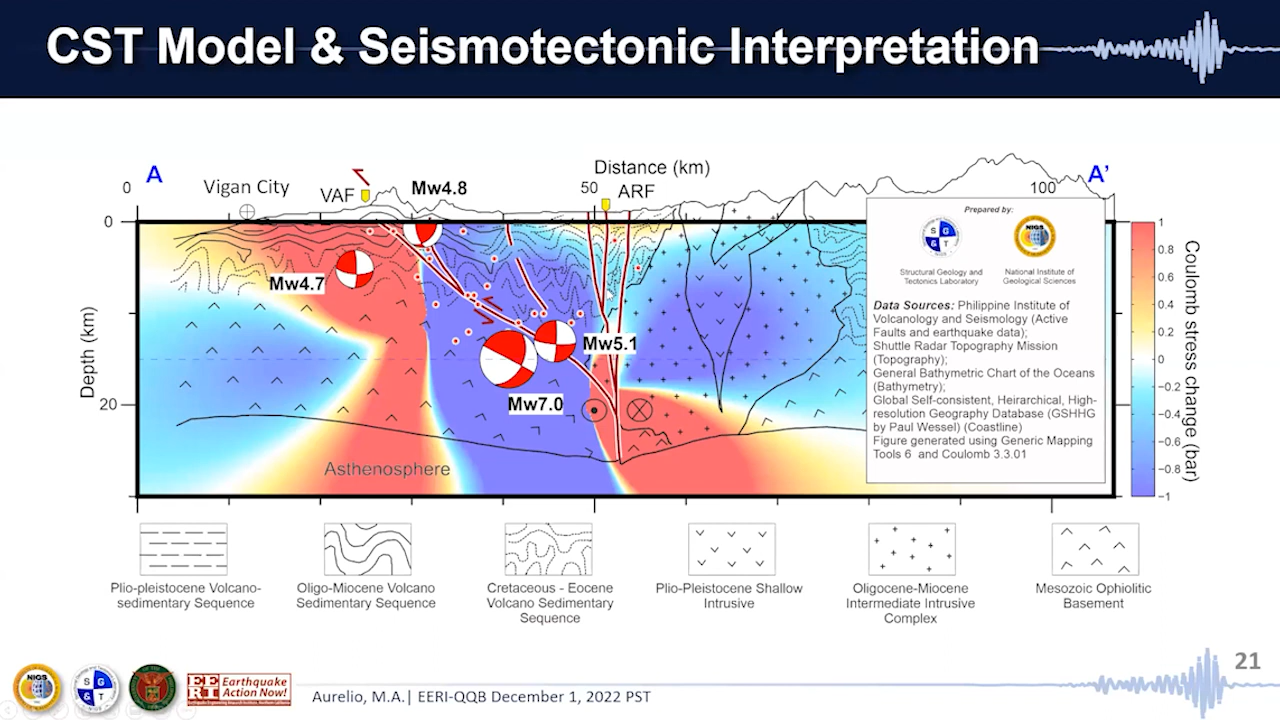 CST Model & Seismotectonic Interpretation
A
A'
Distance (km)
0
Vigan City
VAF
Mw4.8
50
ARF
100
0
20
Depth (km)
Mw4.7
Mw5.1
Mw7.0
Asthenosphere
Prepared by:
S G
& T
NIGS
Structural Geology and
Tectonics Laboratory
National Institute of
Geological Sciences
Data Sources: Philippine Institute of
Volcanology and Seismology (Active
Faults and earthquake data);
Shuttle Radar Topography Mission
(Topography);
General Bathymetric Chart of the Oceans
(Bathymetry);
Global Self-consistent, Heirarchical, High-
resolution Geography Database (GSHHG
by Paul Wessel) (Coastline)
Figure generated using Generic Mapping
Tools 6 and Coulomb 3.3.01
1
0.8
0.6
0.4
0.2
0
−0.2
−0.4
−0.6
−0.8
−1
Coulomb stress change (bar)
Plio-pleistocene Volcano-
sedimentary Sequence
Oligo-Miocene Volcano
Sedimentary Sequence
Cretaceous - Eocene
Volcano Sedimentary
Sequence
Plio-Pleistocene Shallow
Intrusive
Oligocene-Miocene
Intermediate Intrusive
Complex
Mesozoic Ophiolitic
Basement
21
NIGS
S G
& T
EE
RI
Earthquake
Action Now!
Aurelio, M.A.| EERI-QQB December 1, 2022 PST